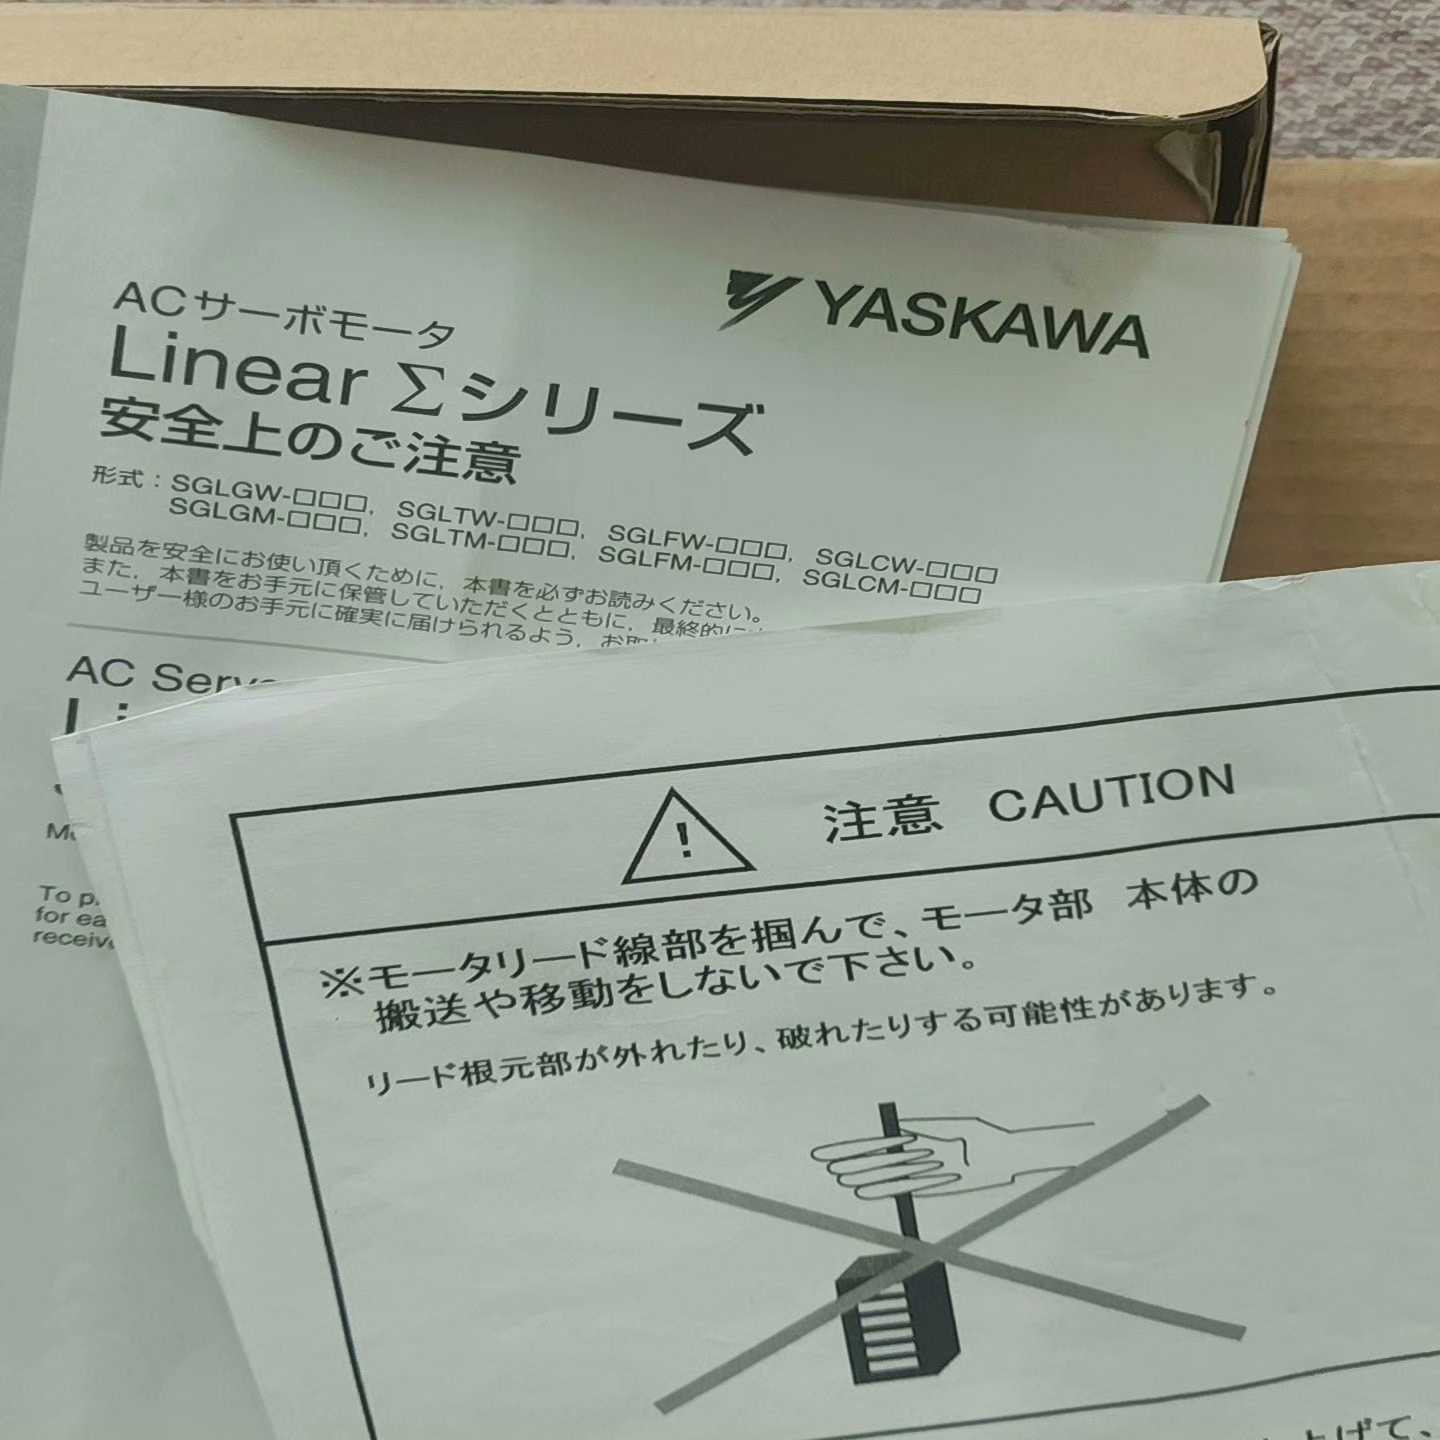 YASKAWA
ACサーボモータ
Linear Σシリーズ
安全上のご注意
形式：SGLGW-□□□，SGLTW-□□□，SGLFW-□□□，SGLCW-□□□
SGLGM-□□□，SGLTM-□□□，SGLFM-□□□，SGLCM-□□□
製品を安全にお使い頂くために，本書を必ずお読みください。
また，本書をお手元に保管していただくとともに，最終的に
ユーザー様のお手元に確実に届けられるよう，お取
AC Serv
To
for ea
receiv
注意 CAUTION
※モータリード線部を掴んで、モータ部 本体の
搬送や移動をしないで下さい。
リード根元部が外れたり、破れたりする可能性があります。
上げて、